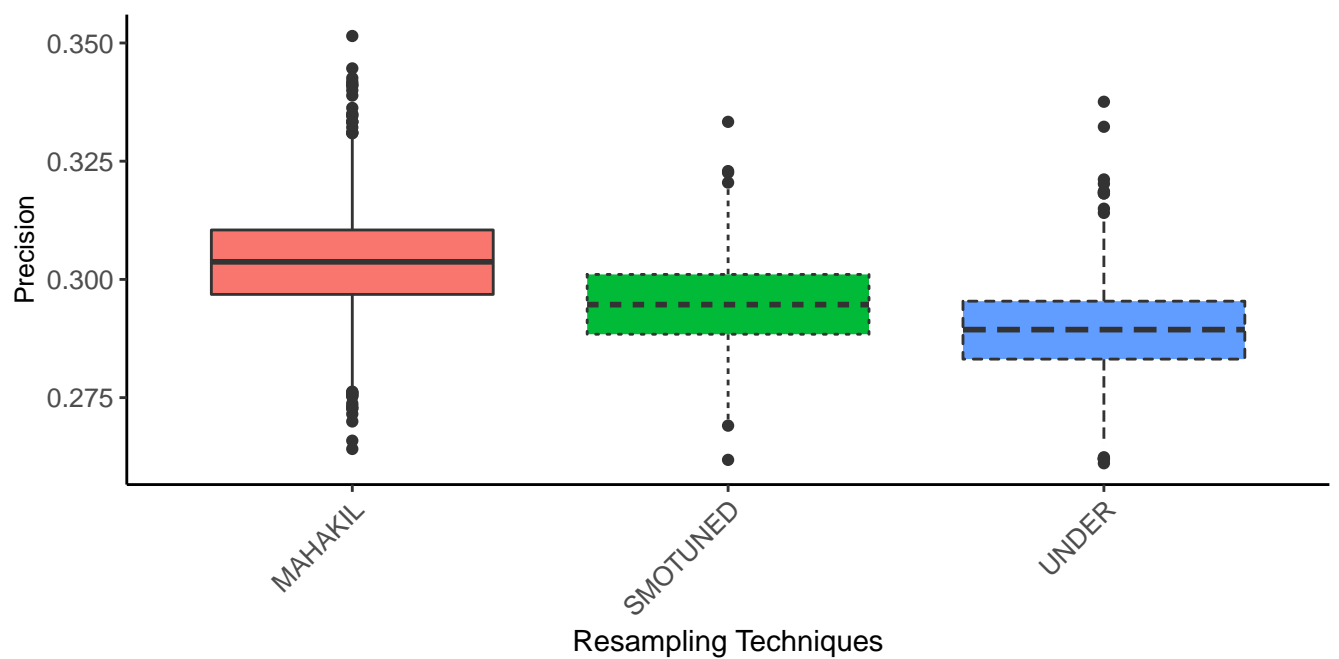 0.350
0.325
0.300
0.275
Precision
MAHAKIL
SMOTUNED
UNDER
Resampling Techniques